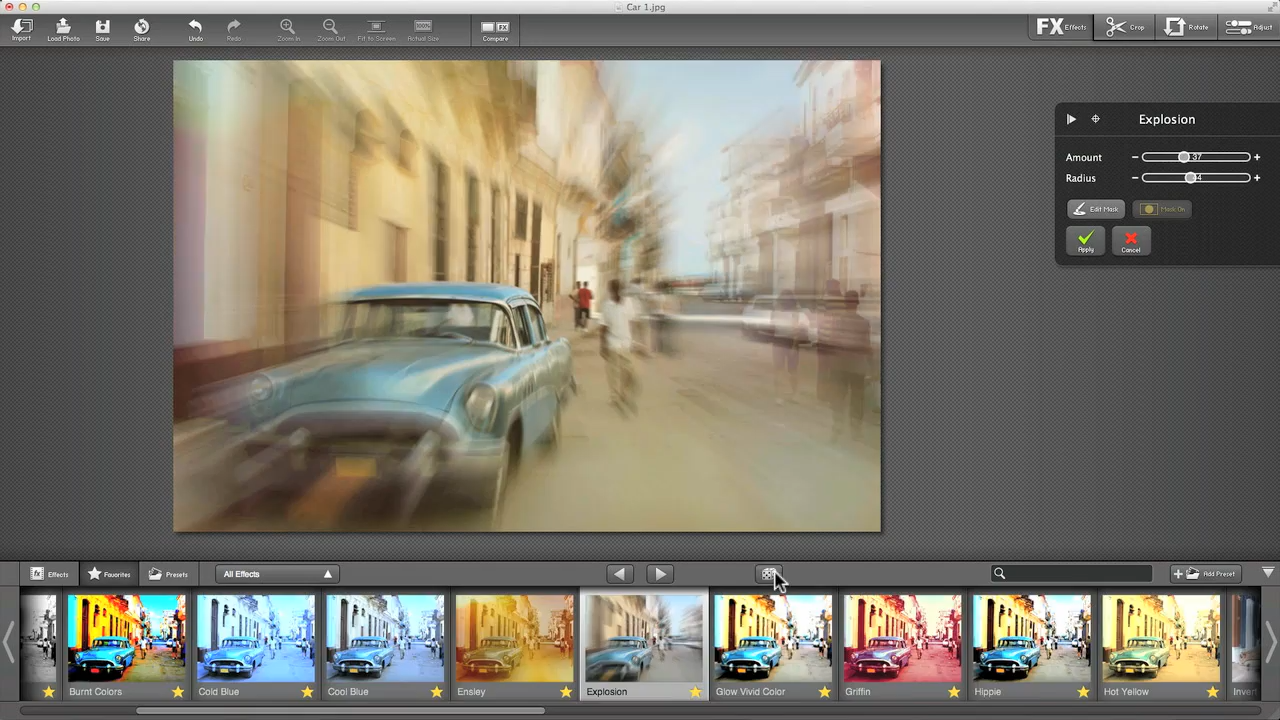 Car 1.jpg
Import
Load Photo
Save
Share
Undo
Redo
Zoom In
Zoom Out
Fit to Screen
Actual Size
FX
Compare
FX Effects
Crop
Rotate
Adjust
Explosion
Amount
37
Radius
Edit Mask
Mask On
Apply
Cancel
fx Effects
Favorites
Presets
All Effects
Add Preset
Burnt Colors
Cold Blue
Cool Blue
Ensley
Explosion
Glow Vivid Color
Griffin
Hippie
Hot Yellow
Invert